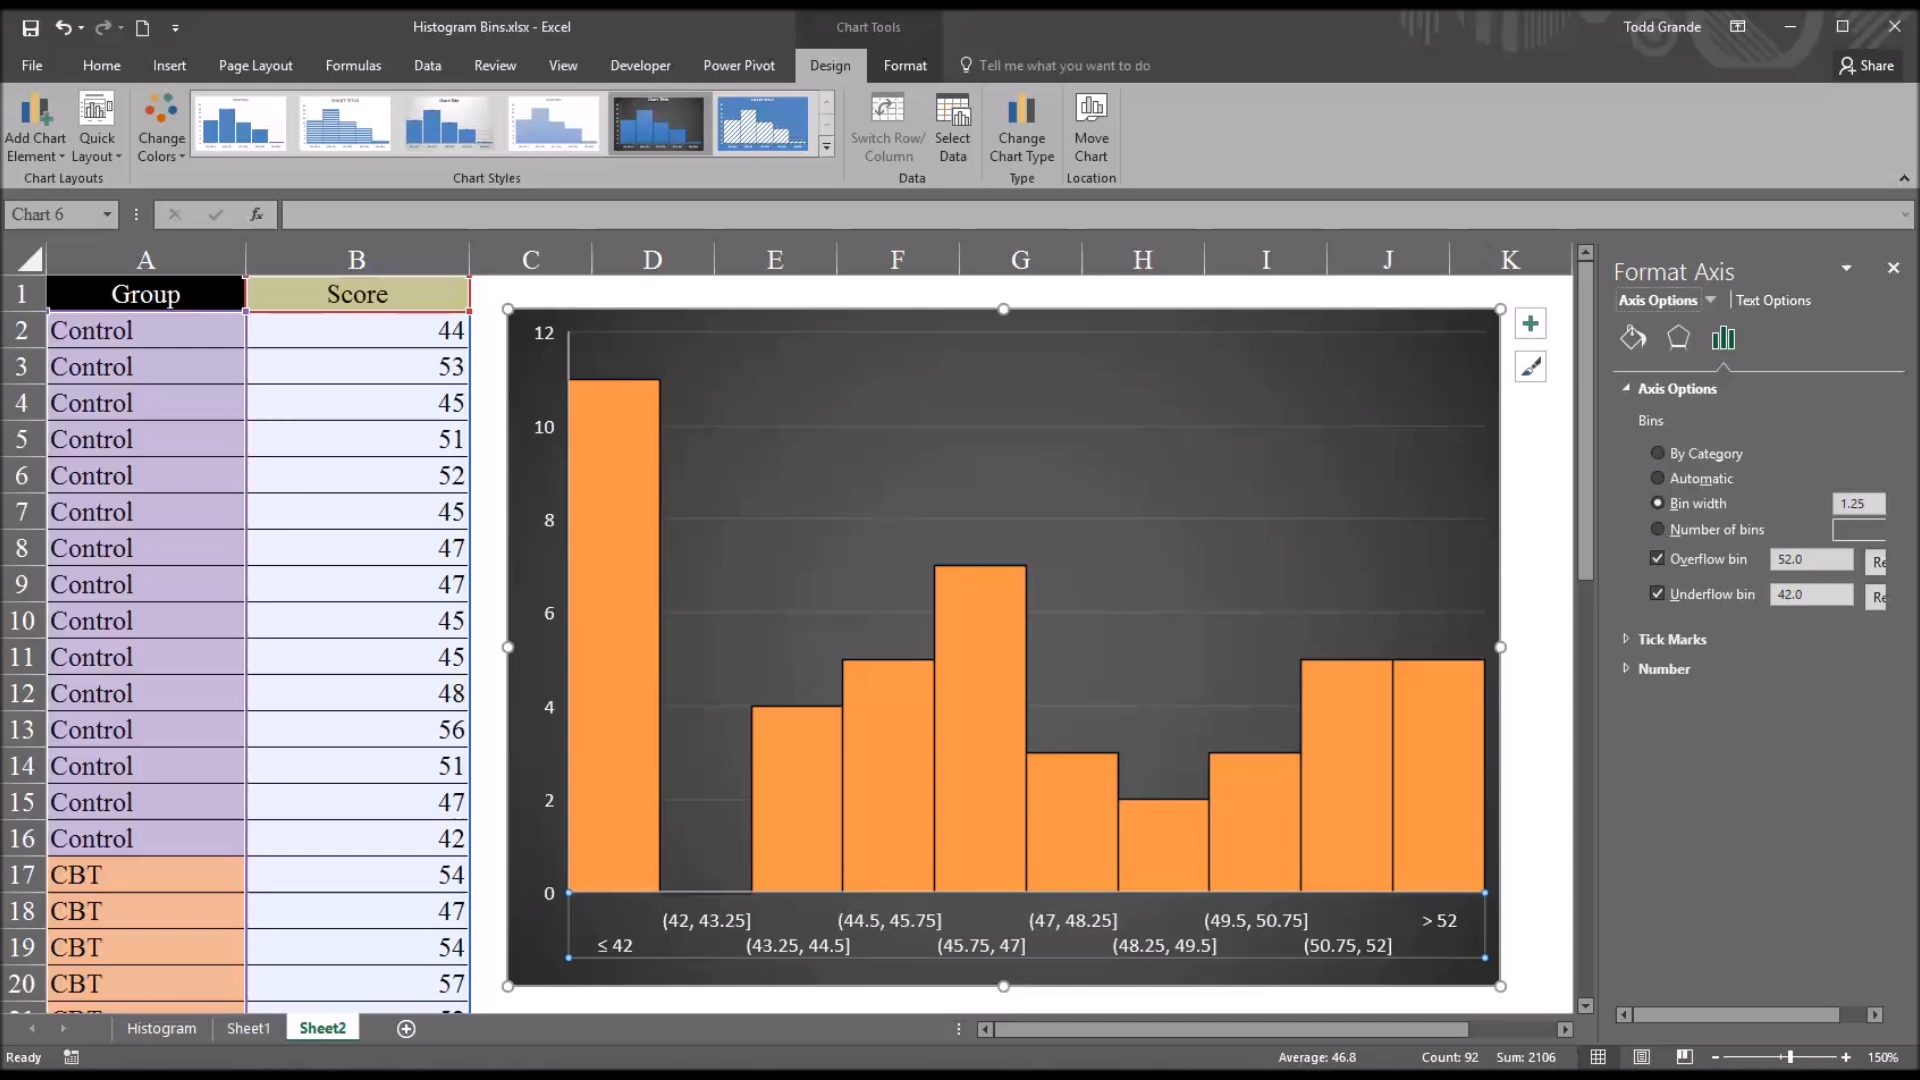 Histogram Bins.xlsx - Excel
Chart Tools
Todd Grande
File Home Insert Page Layout Formulas Data Review View Developer Power Pivot Design Format Tell me what you want to do Share
Add Chart Element
Quick Layout
Change Colors
Switch Row/ Column
Select Data
Change Chart Type
Move Chart
Chart Layouts Chart Styles Data Type Location
Chart 6
fx
A B C D E F G H I J K
1 Group Score
2 Control 44
3 Control 53
4 Control 45
5 Control 51
6 Control 52
7 Control 45
8 Control 47
9 Control 47
10 Control 45
11 Control 45
12 Control 48
13 Control 56
14 Control 51
15 Control 47
16 Control 42
17 CBT 54
18 CBT 47
19 CBT 54
20 CBT 57
12
10
8
6
4
2
0
(42, 43.25] (44.5, 45.75] (47, 48.25] (49.5, 50.75] > 52
≤ 42 (43.25, 44.5] (45.75, 47] (48.25, 49.5] (50.75, 52]
Format Axis
Axis Options Text Options
Axis Options
Bins
By Category
Automatic
Bin width 1.25
Number of bins
Overflow bin 52.0 Re
Underflow bin 42.0 Re
Tick Marks
Number
Histogram Sheet1 Sheet2
Ready Average: 46.8 Count: 92 Sum: 2106 150%